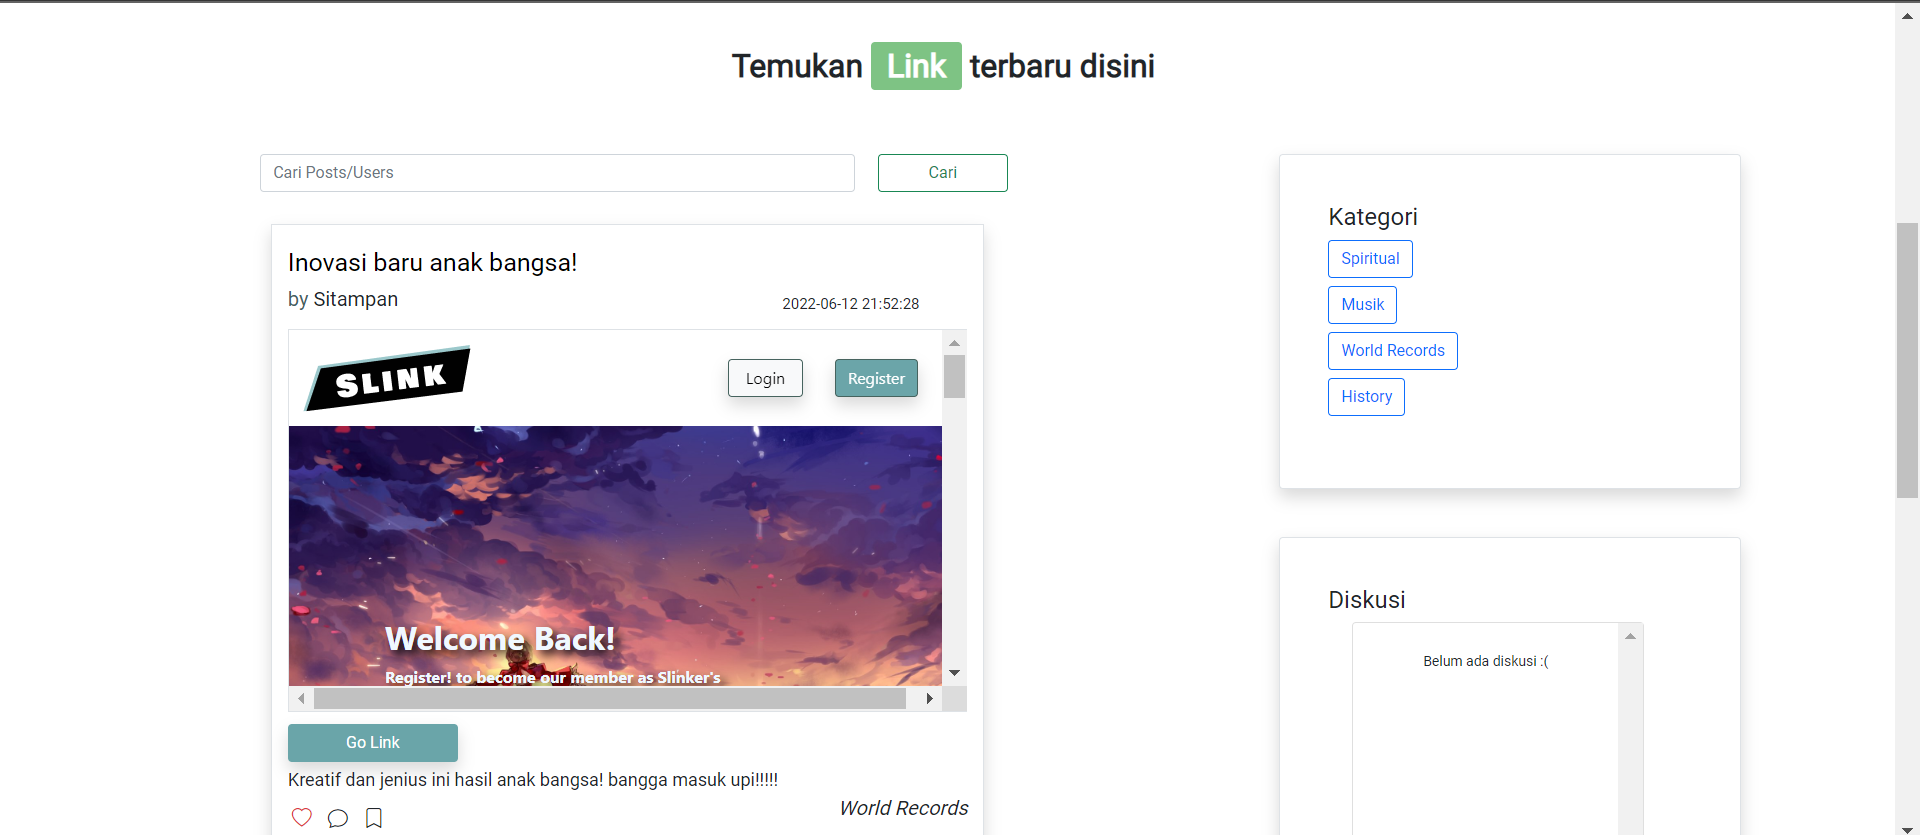 Temukan Link terbaru disini
Cari Posts/Users
Cari
Inovasi baru anak bangsa!
by Sitampan
2022-06-12 21:52:28
SLINK
Login
Register
Welcome Back!
Register! to become our member as Slinker's
Go Link
Kreatif dan jenius ini hasil anak bangsa! bangga masuk upi!!!!!
World Records
Kategori
Spiritual
Musik
World Records
History
Diskusi
Belum ada diskusi :(